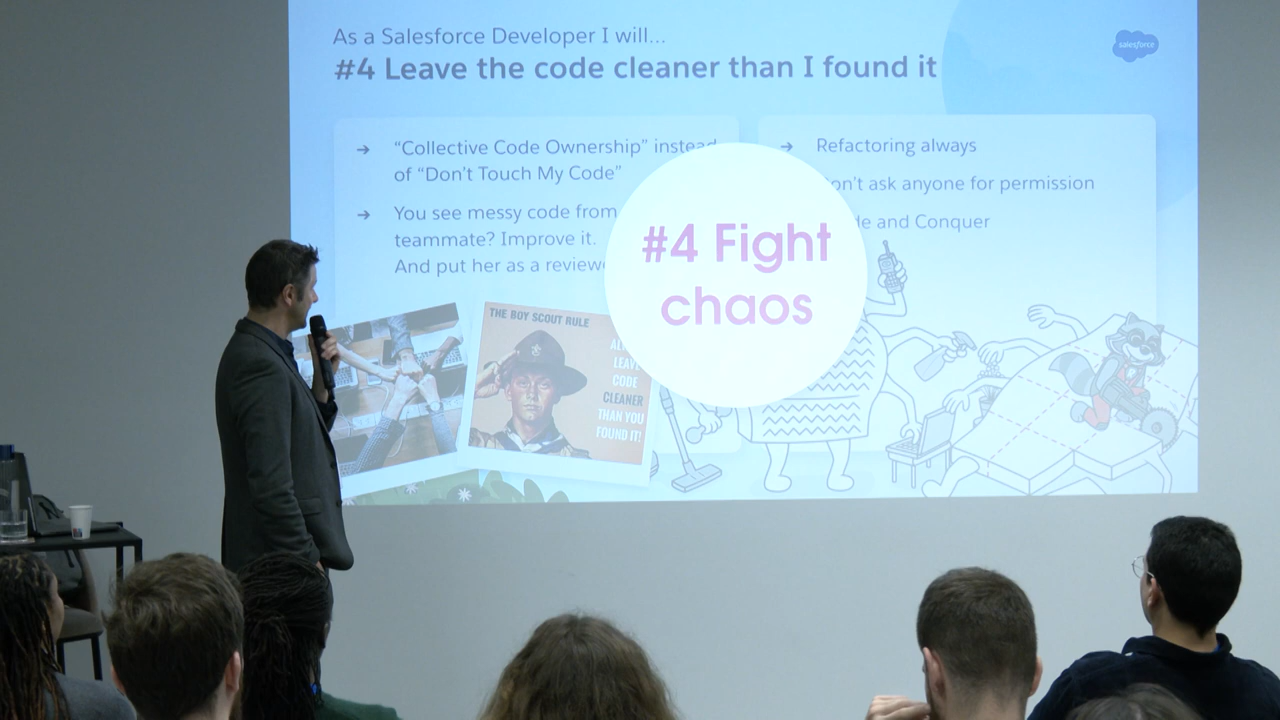 As a Salesforce Developer I will...
#4 Leave the code cleaner than I found it
salesforce
➔ “Collective Code Ownership” instead
of “Don't Touch My Code”
➔ You see messy code from
teammate? Improve it.
And put her as a reviewe
➔ Refactoring always
on't ask anyone for permission
de and Conquer
#4 Fight
chaos
THE BOY SCOUT RULE
AL
LEAVE
CODE
CLEANER
THAN YOU
FOUND IT!